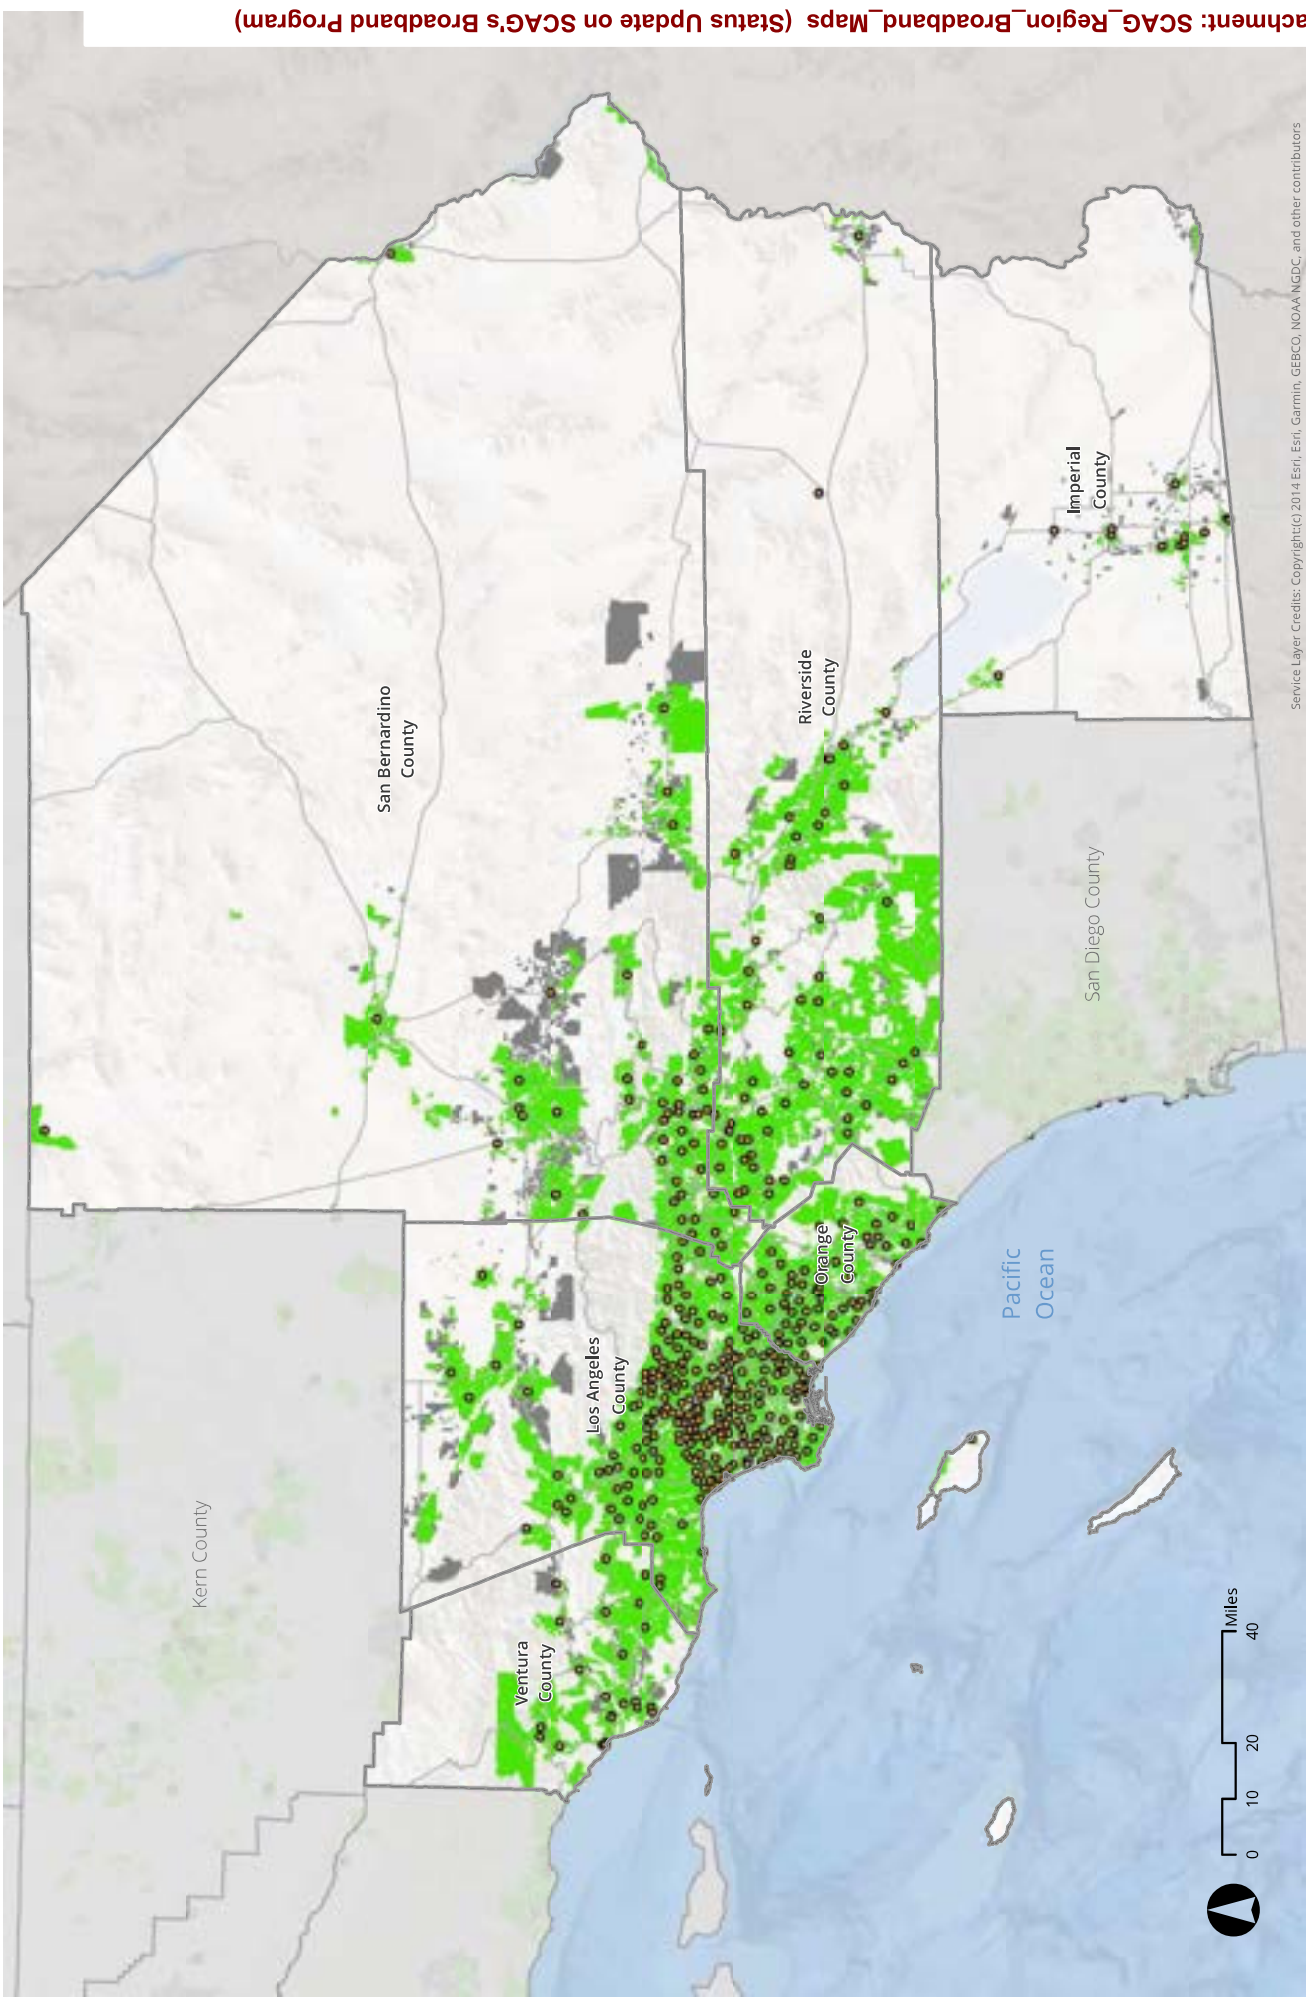 achment: SCAG_Region_Broadband_Maps (Status Update on SCAG's Broadband Program)
Kern County
San Bernardino
County
Ventura
County
Los Angeles
County
Riverside
County
Orange
County
Imperial
County
San Diego County
Pacific
Ocean
Miles
0
10
20
40
Service Layer Credits: Copyright:(c) 2014 Esri, Esri, Garmin, GEBCO, NOAA NGDC, and other contributors